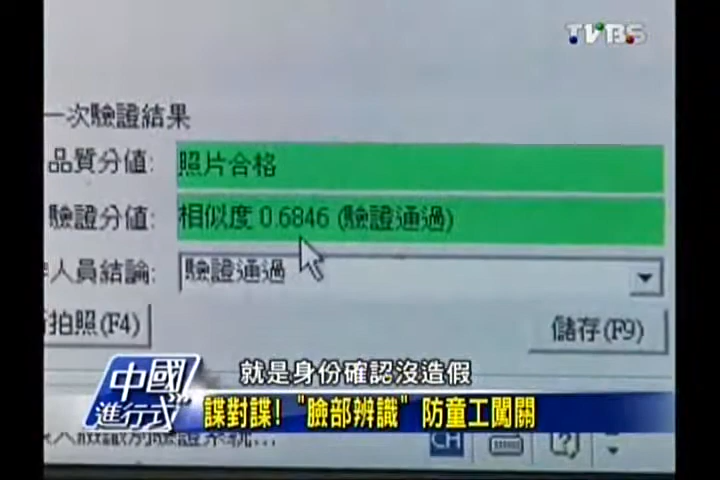 TVBS
一次驗證結果
品質分值: 照片合格
驗證分值: 相似度 0.6846 (驗證通過)
人員結論: 驗證通過
拍照(F4)
儲存(F9)
就是身份確認沒造假
中國進行式
諜對諜! "臉部辨識" 防童工闖關
CH